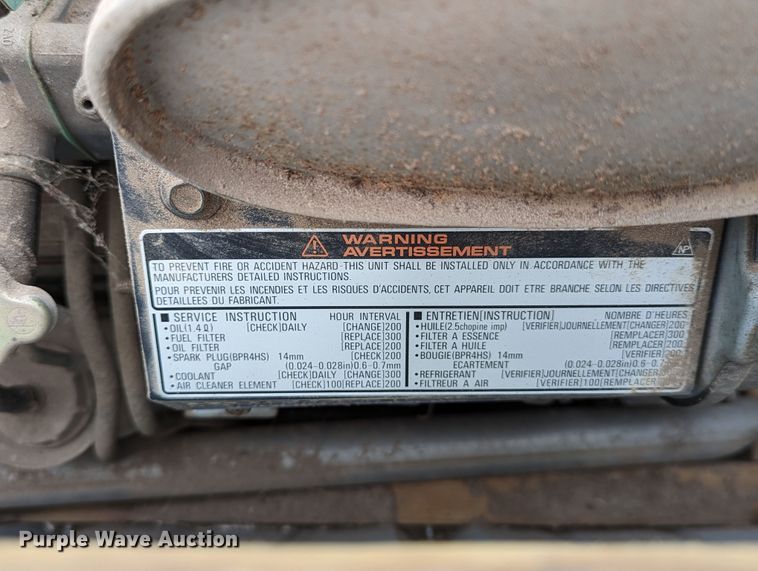 WARNING
AVERTISSEMENT
NP
TO PREVENT FIRE OR ACCIDENT HAZARD-THIS UNIT SHALL BE INSTALLED ONLY IN ACCORDANCE WITH THE
MANUFACTURERS DETAILED INSTRUCTIONS.
POUR PREVENIR LES INCENDIES ET LES RISQUES D'ACCIDENTS, CET APPAREIL DOIT ETRE BRANCHE SELON LES DIRECTIVES
DETAILLEES DU FABRICANT.
■ SERVICE INSTRUCTION HOUR INTERVAL
•OIL(1.4 Ω) [CHECK]DAILY [CHANGE]200
•FUEL FILTER [REPLACE]300
•OIL FILTER [REPLACE]200
•SPARK PLUG(BPR4HS) 14mm [CHECK]200
GAP (0.024-0.028in)0.6-0.7mm
•COOLANT [CHECK]DAILY [CHANGE]300
•AIR CLEANER ELEMENT [CHECK]100[REPLACE]200
■ ENTRETIEN[INSTRUCTION] NOMBRE D'HEURES
•HUILE(2.5chopine imp) [VERIFIER]JOURNELLEMENT[CHANGER]200
•FILTER A ESSENCE [REMPLACER]300
•FILTER A HUILE [REMPLACER]200
•BOUGIE(BPR4HS) 14mm [VERIFIER]200
ECARTEMENT (0.024-0.028in)0.6-0.7
•REFRIGERANT [VERIFIER]JOURNELLEMENT[CHANGER]
•FILTREUR A AIR [VERIFIER]100[REMPLACER]
Purple Wave Auction